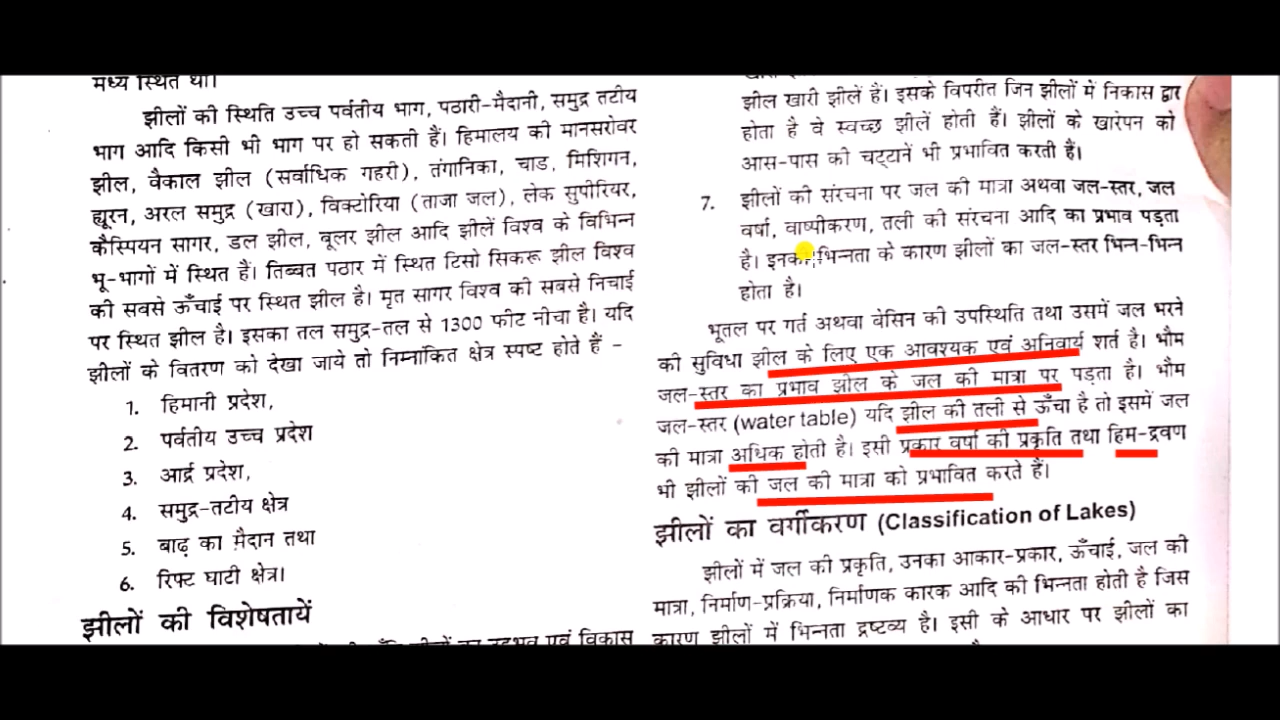 मध्य स्थित था।
झीलों की स्थिति उच्च पर्वतीय भाग, पठारी-मैदानी, समुद्र तटीय
भाग आदि किसी भी भाग पर हो सकती हैं। हिमालय की मानसरोवर
झील, वैकाल झील (सर्वाधिक गहरी), तंगानिका, चाड, मिशिगन,
ह्यूरन, अरल समुद्र (खारा), विक्टोरिया (ताजा जल), लेक सुपीरियर,
कैस्पियन सागर, डल झील, वूलर झील आदि झीलें विश्व के विभिन्न
भू-भागों में स्थित हैं। तिब्बत पठार में स्थित टिसो सिकरू झील विश्व
की सबसे ऊँचाई पर स्थित झील है। मृत सागर विश्व की सबसे निचाई
पर स्थित झील है। इसका तल समुद्र-तल से 1300 फीट नीचा है। यदि
झीलों के वितरण को देखा जाये तो निम्नांकित क्षेत्र स्पष्ट होते हैं -
1. हिमानी प्रदेश,
2. पर्वतीय उच्च प्रदेश
3. आर्द्र प्रदेश,
4. समुद्र-तटीय क्षेत्र
5. बाढ़ का मैदान तथा
6. रिफ्ट घाटी क्षेत्र।
झीलों की विशेषतायें
उद्भव एवं विकास
झील खारी झीलें हैं। इसके विपरीत जिन झीलों में निकास द्वार
होता है वे स्वच्छ झीलें होती हैं। झीलों के खारेपन को
आस-पास की चट्टानें भी प्रभावित करती हैं।
7. झीलों की संरचना पर जल की मात्रा अथवा जल-स्तर, जल
वर्षा, वाष्पीकरण, तली की संरचना आदि का प्रभाव पड़ता
है। इनकी भिन्नता के कारण झीलों का जल-स्तर भिन्न-भिन्न
होता है।
भूतल पर गर्त अथवा बेसिन की उपस्थिति तथा उसमें जल भरने
की सुविधा झील के लिए एक आवश्यक एवं अनिवार्य शर्त है। भौम
जल-स्तर का प्रभाव झील के जल की मात्रा पर पड़ता है। भौम
जल-स्तर (water table) यदि झील की तली से ऊँचा है तो इसमें जल
की मात्रा अधिक होती है। इसी प्रकार वर्षा की प्रकृति तथा हिम-द्रवण
भी झीलों की जल की मात्रा को प्रभावित करते हैं।
झीलों का वर्गीकरण (Classification of Lakes)
झीलों में जल की प्रकृति, उनका आकार-प्रकार, ऊँचाई, जल की
मात्रा, निर्माण-प्रक्रिया, निर्माणक कारक आदि की भिन्नता होती है जिस
कारण झीलों में भिन्नता द्रष्टव्य है। इसी के आधार पर झीलों का